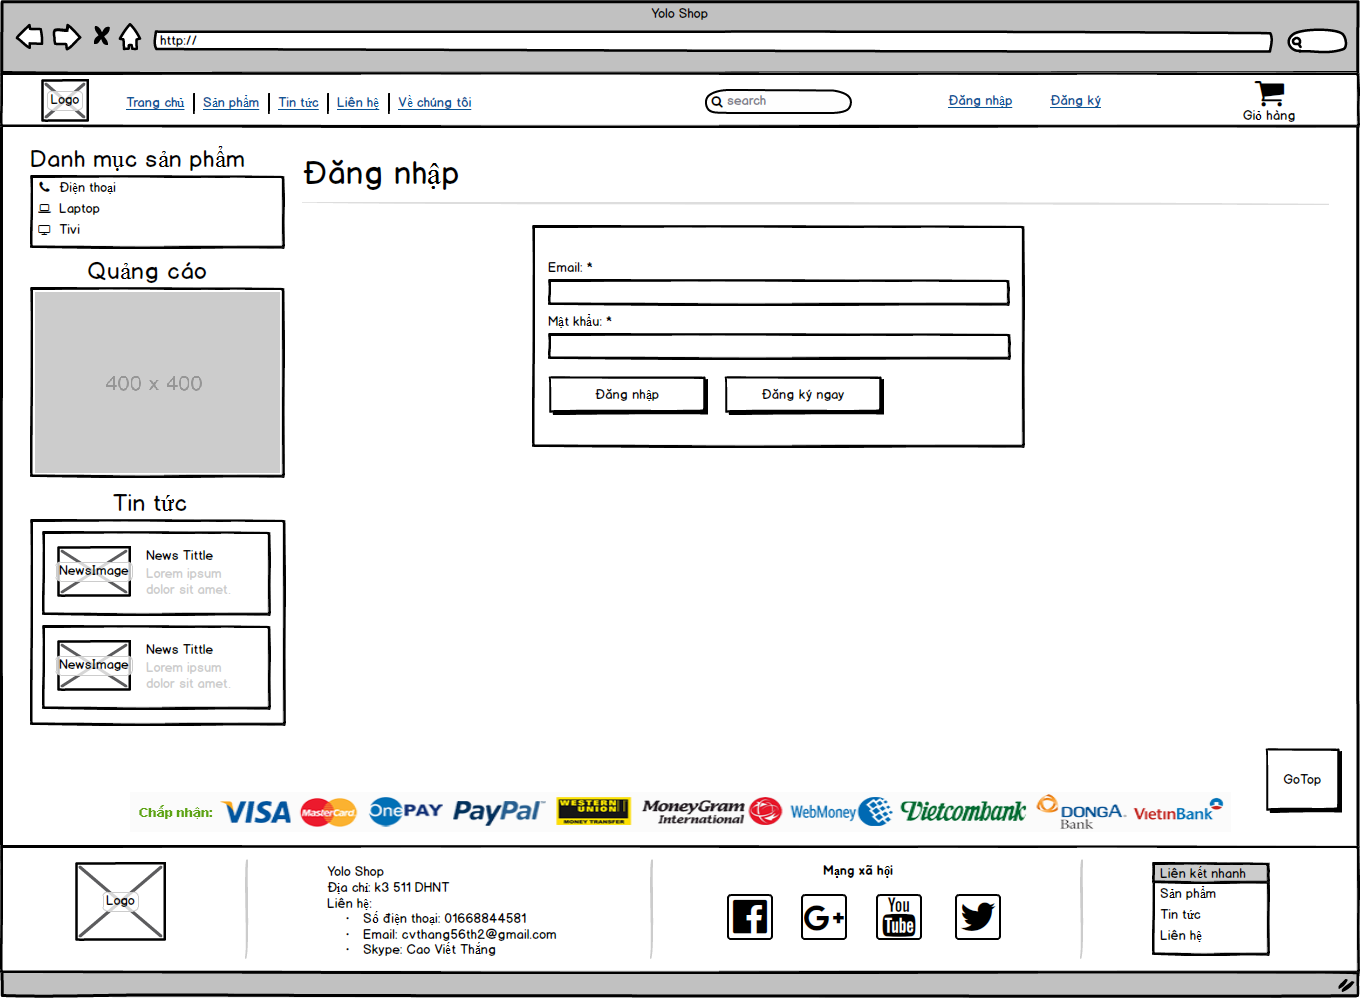 Yolo Shop
http://
Logo
Trang chủ
Sản phẩm
Tin tức
Liên hệ
Về chúng tôi
search
Đăng nhập
Đăng ký
Giỏ hàng
Danh mục sản phẩm
Điện thoại
Laptop
Tivi
Quảng cáo
400 x 400
Tin tức
NewsImage
News Tittle
Lorem ipsum
dolor sit amet.
NewsImage
News Tittle
Lorem ipsum
dolor sit amet.
Đăng nhập
Email: *
Mật khẩu: *
Đăng nhập
Đăng ký ngay
GoTop
Chấp nhận:
VISA
MasterCard
OnePAY
PayPal
WESTERN
UNION
MONEY TRANSFER
MoneyGram
International
WebMoney
Vietcombank
DONGA
Bank
VietinBank
Logo
Yolo Shop
Địa chỉ: k3 511 DHNT
Liên hệ:
· Số điện thoại: 01668844581
· Email: cvthang56th2@gmail.com
· Skype: Cao Viết Thắng
Mạng xã hội
G+
You
Tube
Liên kết nhanh
Sản phẩm
Tin tức
Liên hệ